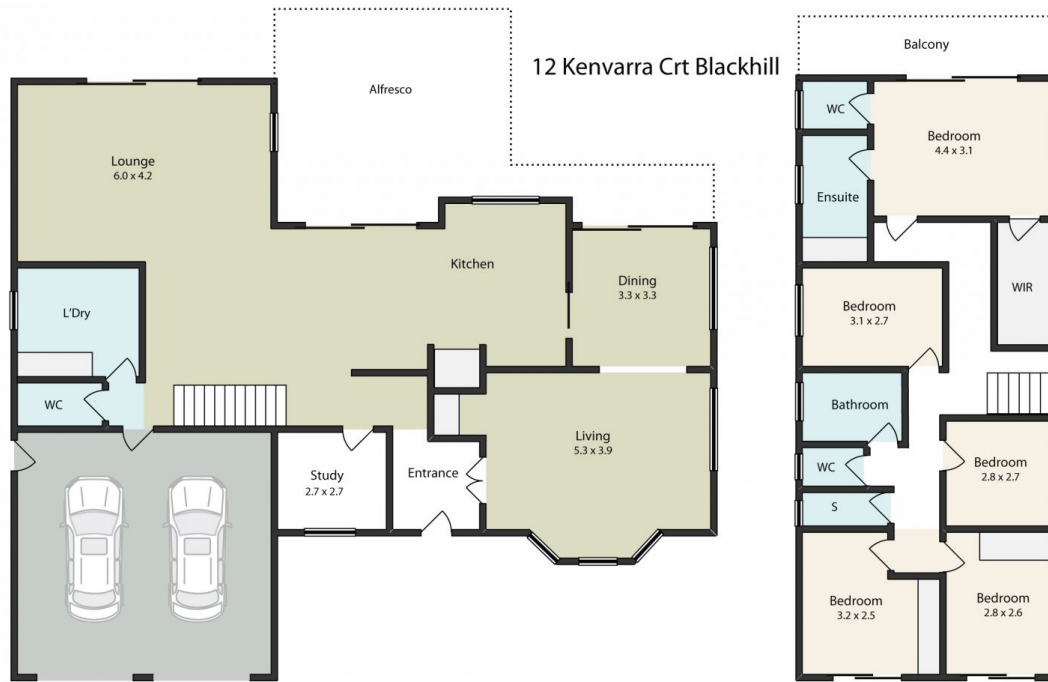 12 Kenvarra Crt Blackhill
Alfresco
Lounge
6.0 x 4.2
Kitchen
Dining
3.3 x 3.3
L'Dry
WC
Living
5.3 x 3.9
Study
2.7 x 2.7
Entrance
Balcony
WC
Bedroom
4.4 x 3.1
Ensuite
WIR
Bedroom
3.1 x 2.7
Bathroom
WC
Bedroom
2.8 x 2.7
S
Bedroom
3.2 x 2.5
Bedroom
2.8 x 2.6